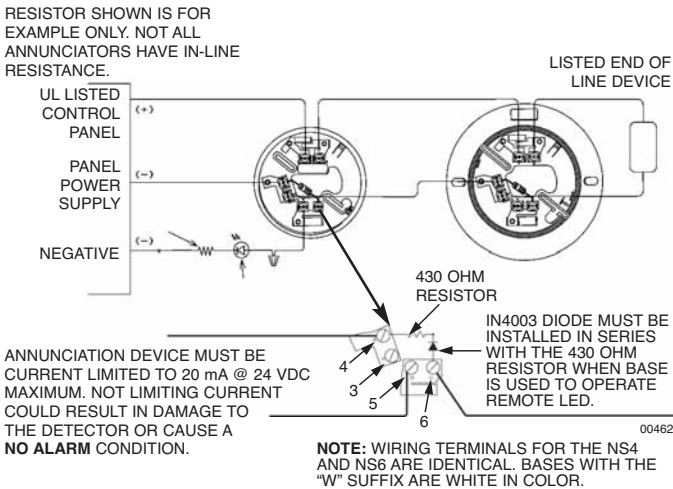 RESISTOR SHOWN IS FOR
EXAMPLE ONLY. NOT ALL
ANNUNCIATORS HAVE IN-LINE
RESISTANCE.
LISTED END OF
LINE DEVICE
UL LISTED
CONTROL
PANEL
(+)
PANEL
POWER
SUPPLY
(–)
NEGATIVE
(–)
430 OHM
RESISTOR
IN4003 DIODE MUST BE
INSTALLED IN SERIES
WITH THE 430 OHM
RESISTOR WHEN BASE
IS USED TO OPERATE
REMOTE LED.
4
3
5
6
ANNUNCIATION DEVICE MUST BE
CURRENT LIMITED TO 20 mA @ 24 VDC
MAXIMUM. NOT LIMITING CURRENT
COULD RESULT IN DAMAGE TO
THE DETECTOR OR CAUSE A
NO ALARM CONDITION.
00462
NOTE: WIRING TERMINALS FOR THE NS4
AND NS6 ARE IDENTICAL. BASES WITH THE
“W” SUFFIX ARE WHITE IN COLOR.